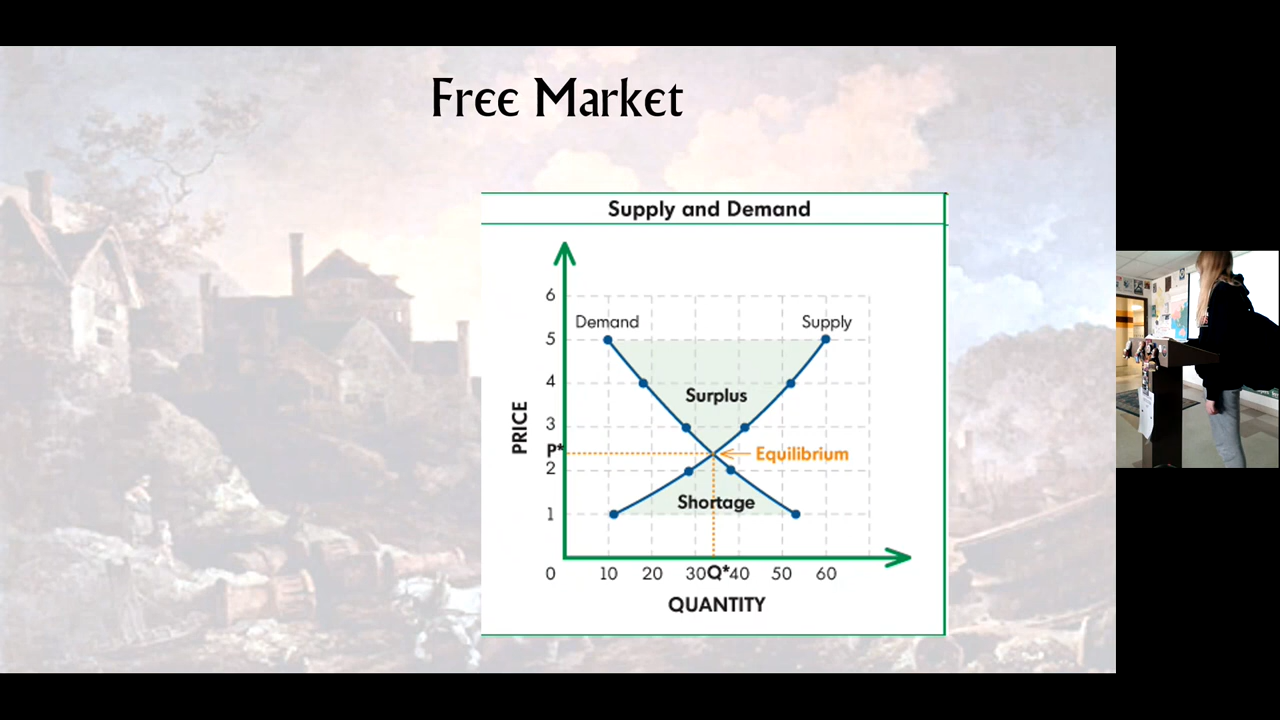 Free Market
Supply and Demand
6
Demand
Supply
5
4
Surplus
3
PRICE
P*
Equilibrium
2
Shortage
1
0 10 20 30 Q* 40 50 60
QUANTITY